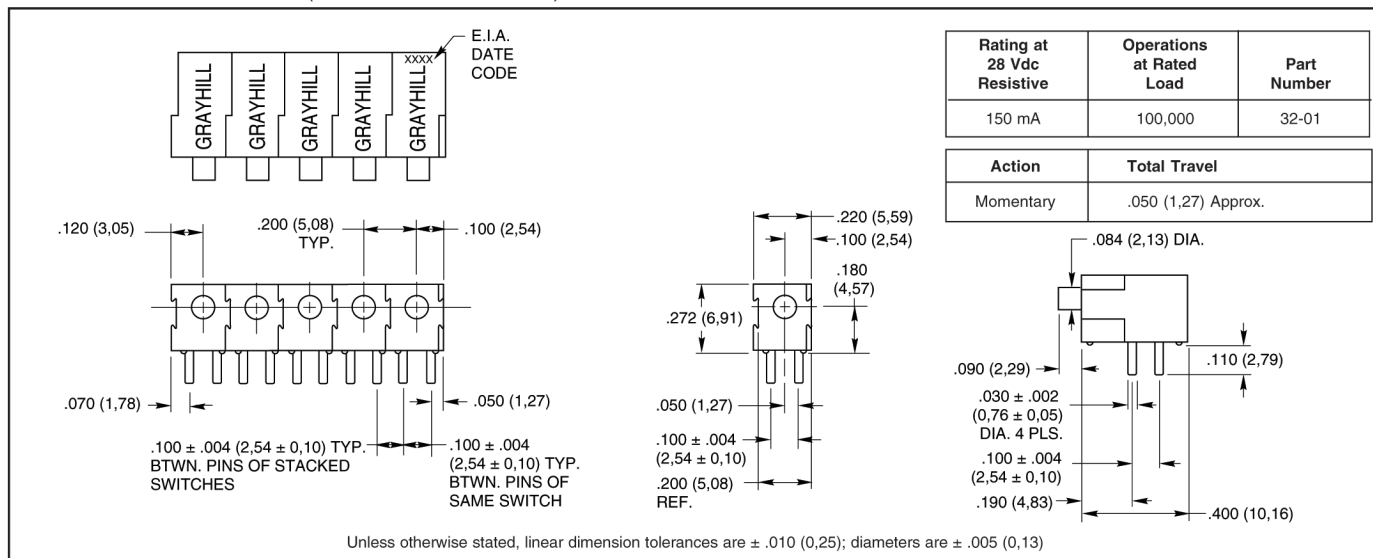 E.I.A.
DATE
CODE
XXXX
GRAYHILL
GRAYHILL
GRAYHILL
GRAYHILL
GRAYHILL
Rating at
28 Vdc
Resistive
Operations
at Rated
Load
Part
Number
150 mA
100,000
32-01
Action
Total Travel
Momentary
.050 (1,27) Approx.
.120 (3,05)
.200 (5,08)
TYP.
.100 (2,54)
.070 (1,78)
.050 (1,27)
.100 ± .004 (2,54 ± 0,10) TYP.
BTWN. PINS OF STACKED
SWITCHES
.100 ± .004
(2,54 ± 0,10) TYP.
BTWN. PINS OF
SAME SWITCH
.220 (5,59)
.100 (2,54)
.180
(4,57)
.272 (6,91)
.050 (1,27)
.100 ± .004
(2,54 ± 0,10)
.200 (5,08)
REF.
.084 (2,13) DIA.
.090 (2,29)
.110 (2,79)
.030 ± .002
(0,76 ± 0,05)
DIA. 4 PLS.
.100 ± .004
(2,54 ± 0,10)
.190 (4,83)
.400 (10,16)
Unless otherwise stated, linear dimension tolerances are ± .010 (0,25); diameters are ± .005 (0,13)